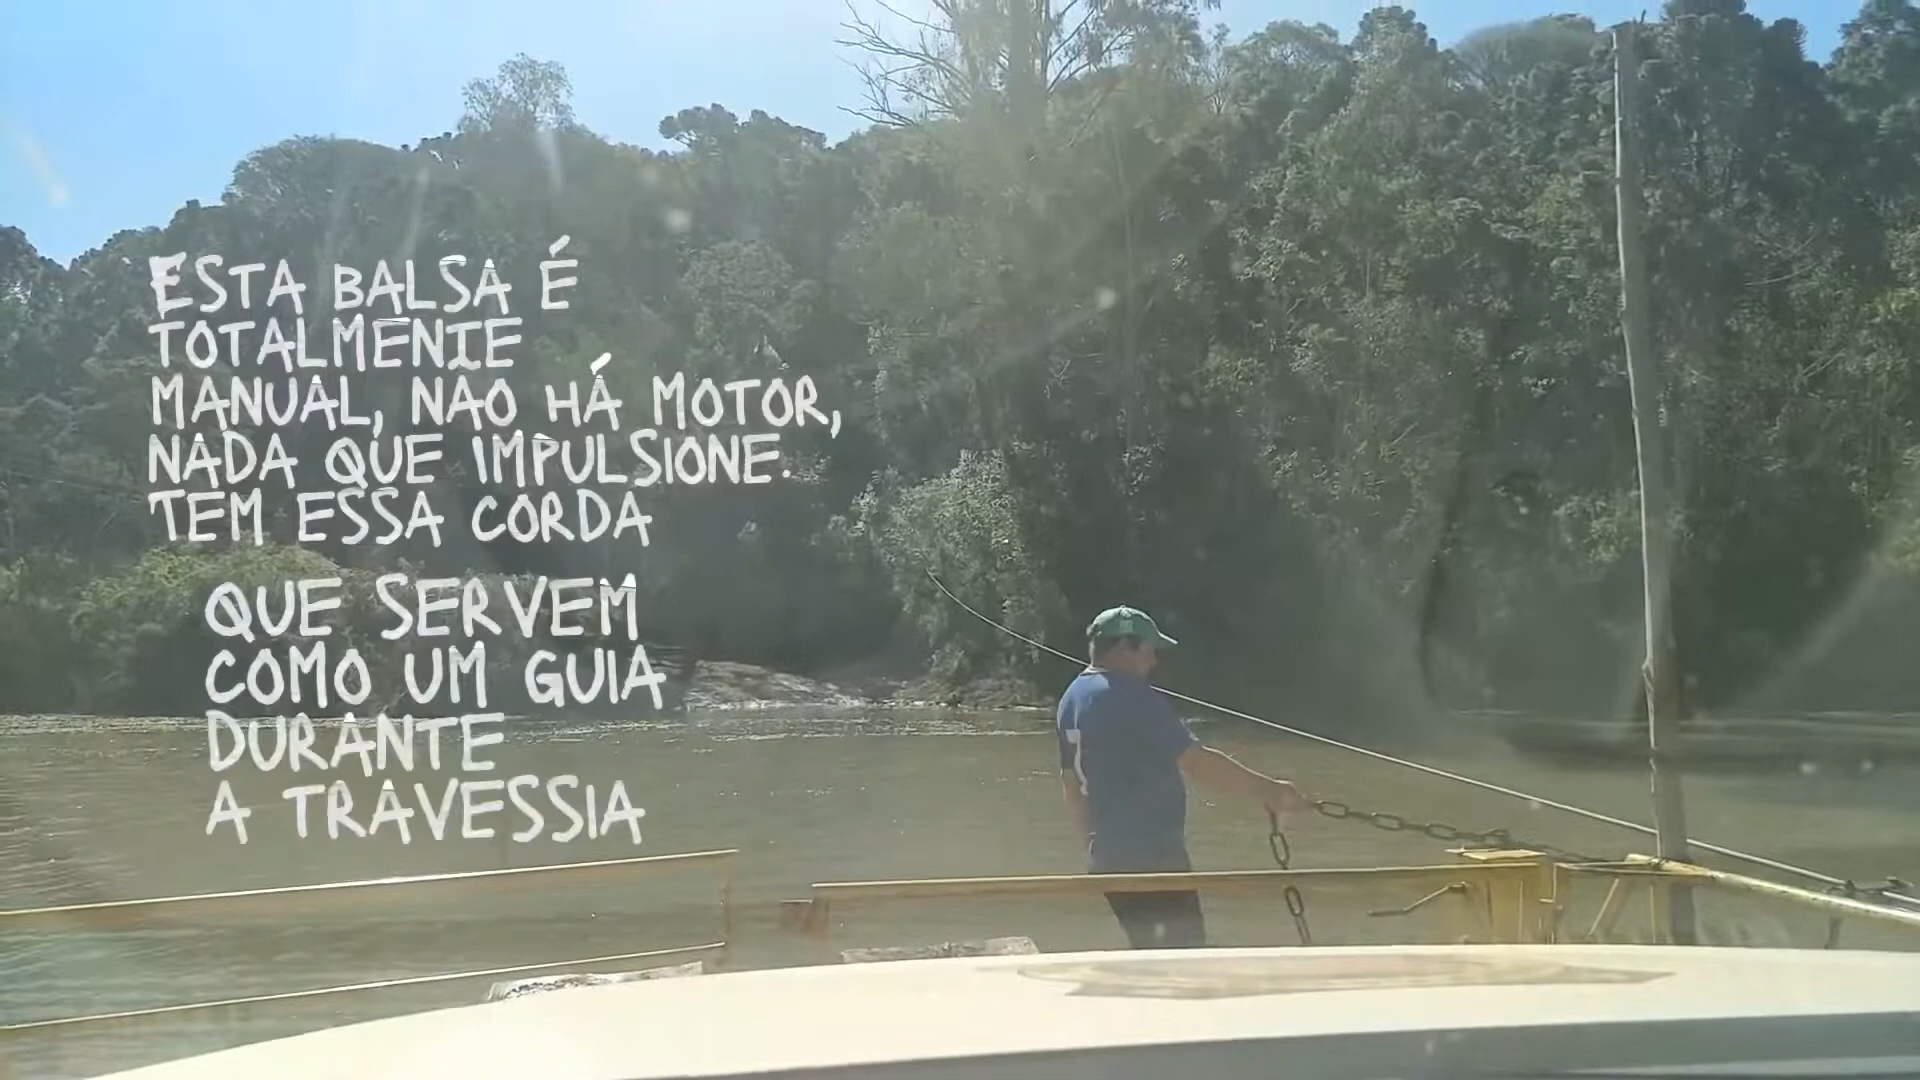 ESTA BALSA É
TOTALMENTE
MANUAL, NÃO HÁ MOTOR,
NADA QUE IMPULSIONE.
TEM ESSA CORDA
QUE SERVEM
COMO UM GUIA
DURANTE
A TRAVESSIA